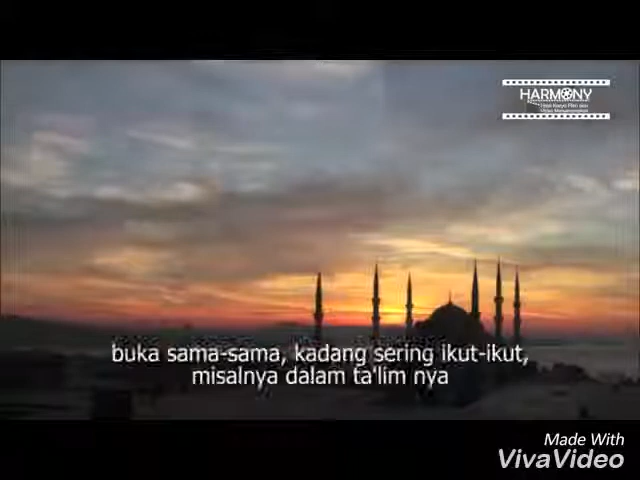 HARMONY
buka sama-sama, kadang sering ikut-ikut,
misalnya dalam ta'lim nya
Made With
VivaVideo